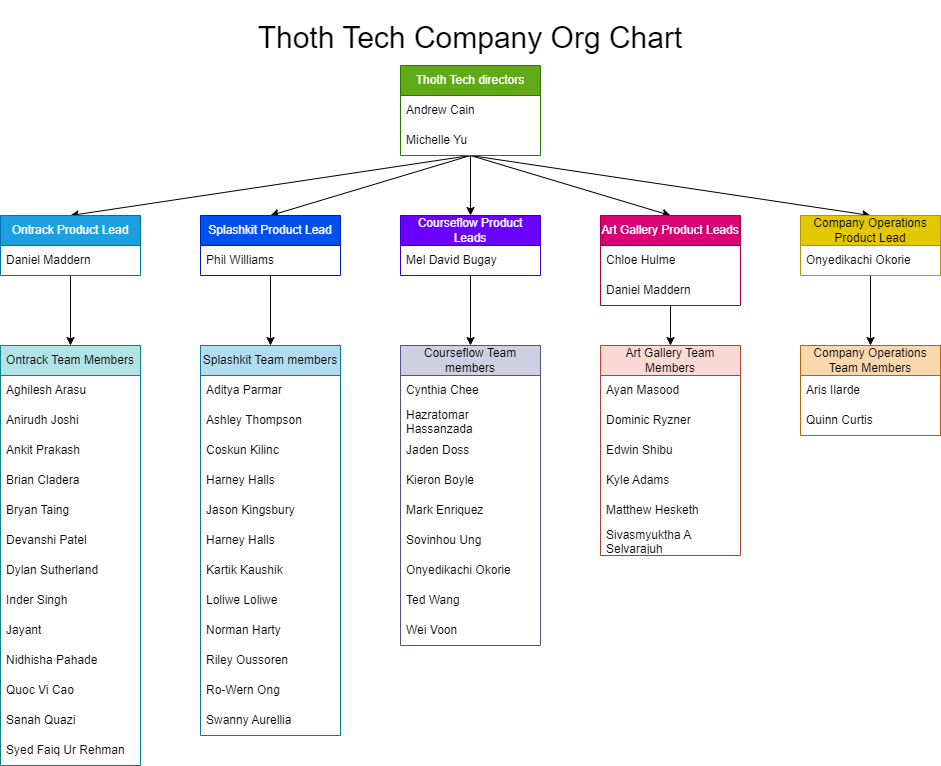 Thoth Tech Company Org Chart
Thoth Tech directors
Andrew Cain
Michelle Yu
Ontrack Product Lead
Daniel Maddern
Splashkit Product Lead
Phil Williams
Courseflow Product
Leads
Mel David Bugay
Art Gallery Product Leads
Chloe Hulme
Daniel Maddern
Company Operations
Product Lead
Onyedikachi Okorie
Ontrack Team Members
Aghilesh Arasu
Anirudh Joshi
Ankit Prakash
Brian Cladera
Bryan Taing
Devanshi Patel
Dylan Sutherland
Inder Singh
Jayant
Nidhisha Pahade
Quoc Vi Cao
Sanah Quazi
Syed Faiq Ur Rehman
Splashkit Team members
Aditya Parmar
Ashley Thompson
Coskun Kilinc
Harney Halls
Jason Kingsbury
Harney Halls
Kartik Kaushik
Loliwe Loliwe
Norman Harty
Riley Oussoren
Ro-Wern Ong
Swanny Aurellia
Courseflow Team
members
Cynthia Chee
Hazratomar
Hassanzada
Jaden Doss
Kieron Boyle
Mark Enriquez
Sovinhou Ung
Onyedikachi Okorie
Ted Wang
Wei Voon
Art Gallery Team
Members
Ayan Masood
Dominic Ryzner
Edwin Shibu
Kyle Adams
Matthew Hesketh
Sivasmyuktha A
Selvarajuh
Company Operations
Team Members
Aris Ilarde
Quinn Curtis